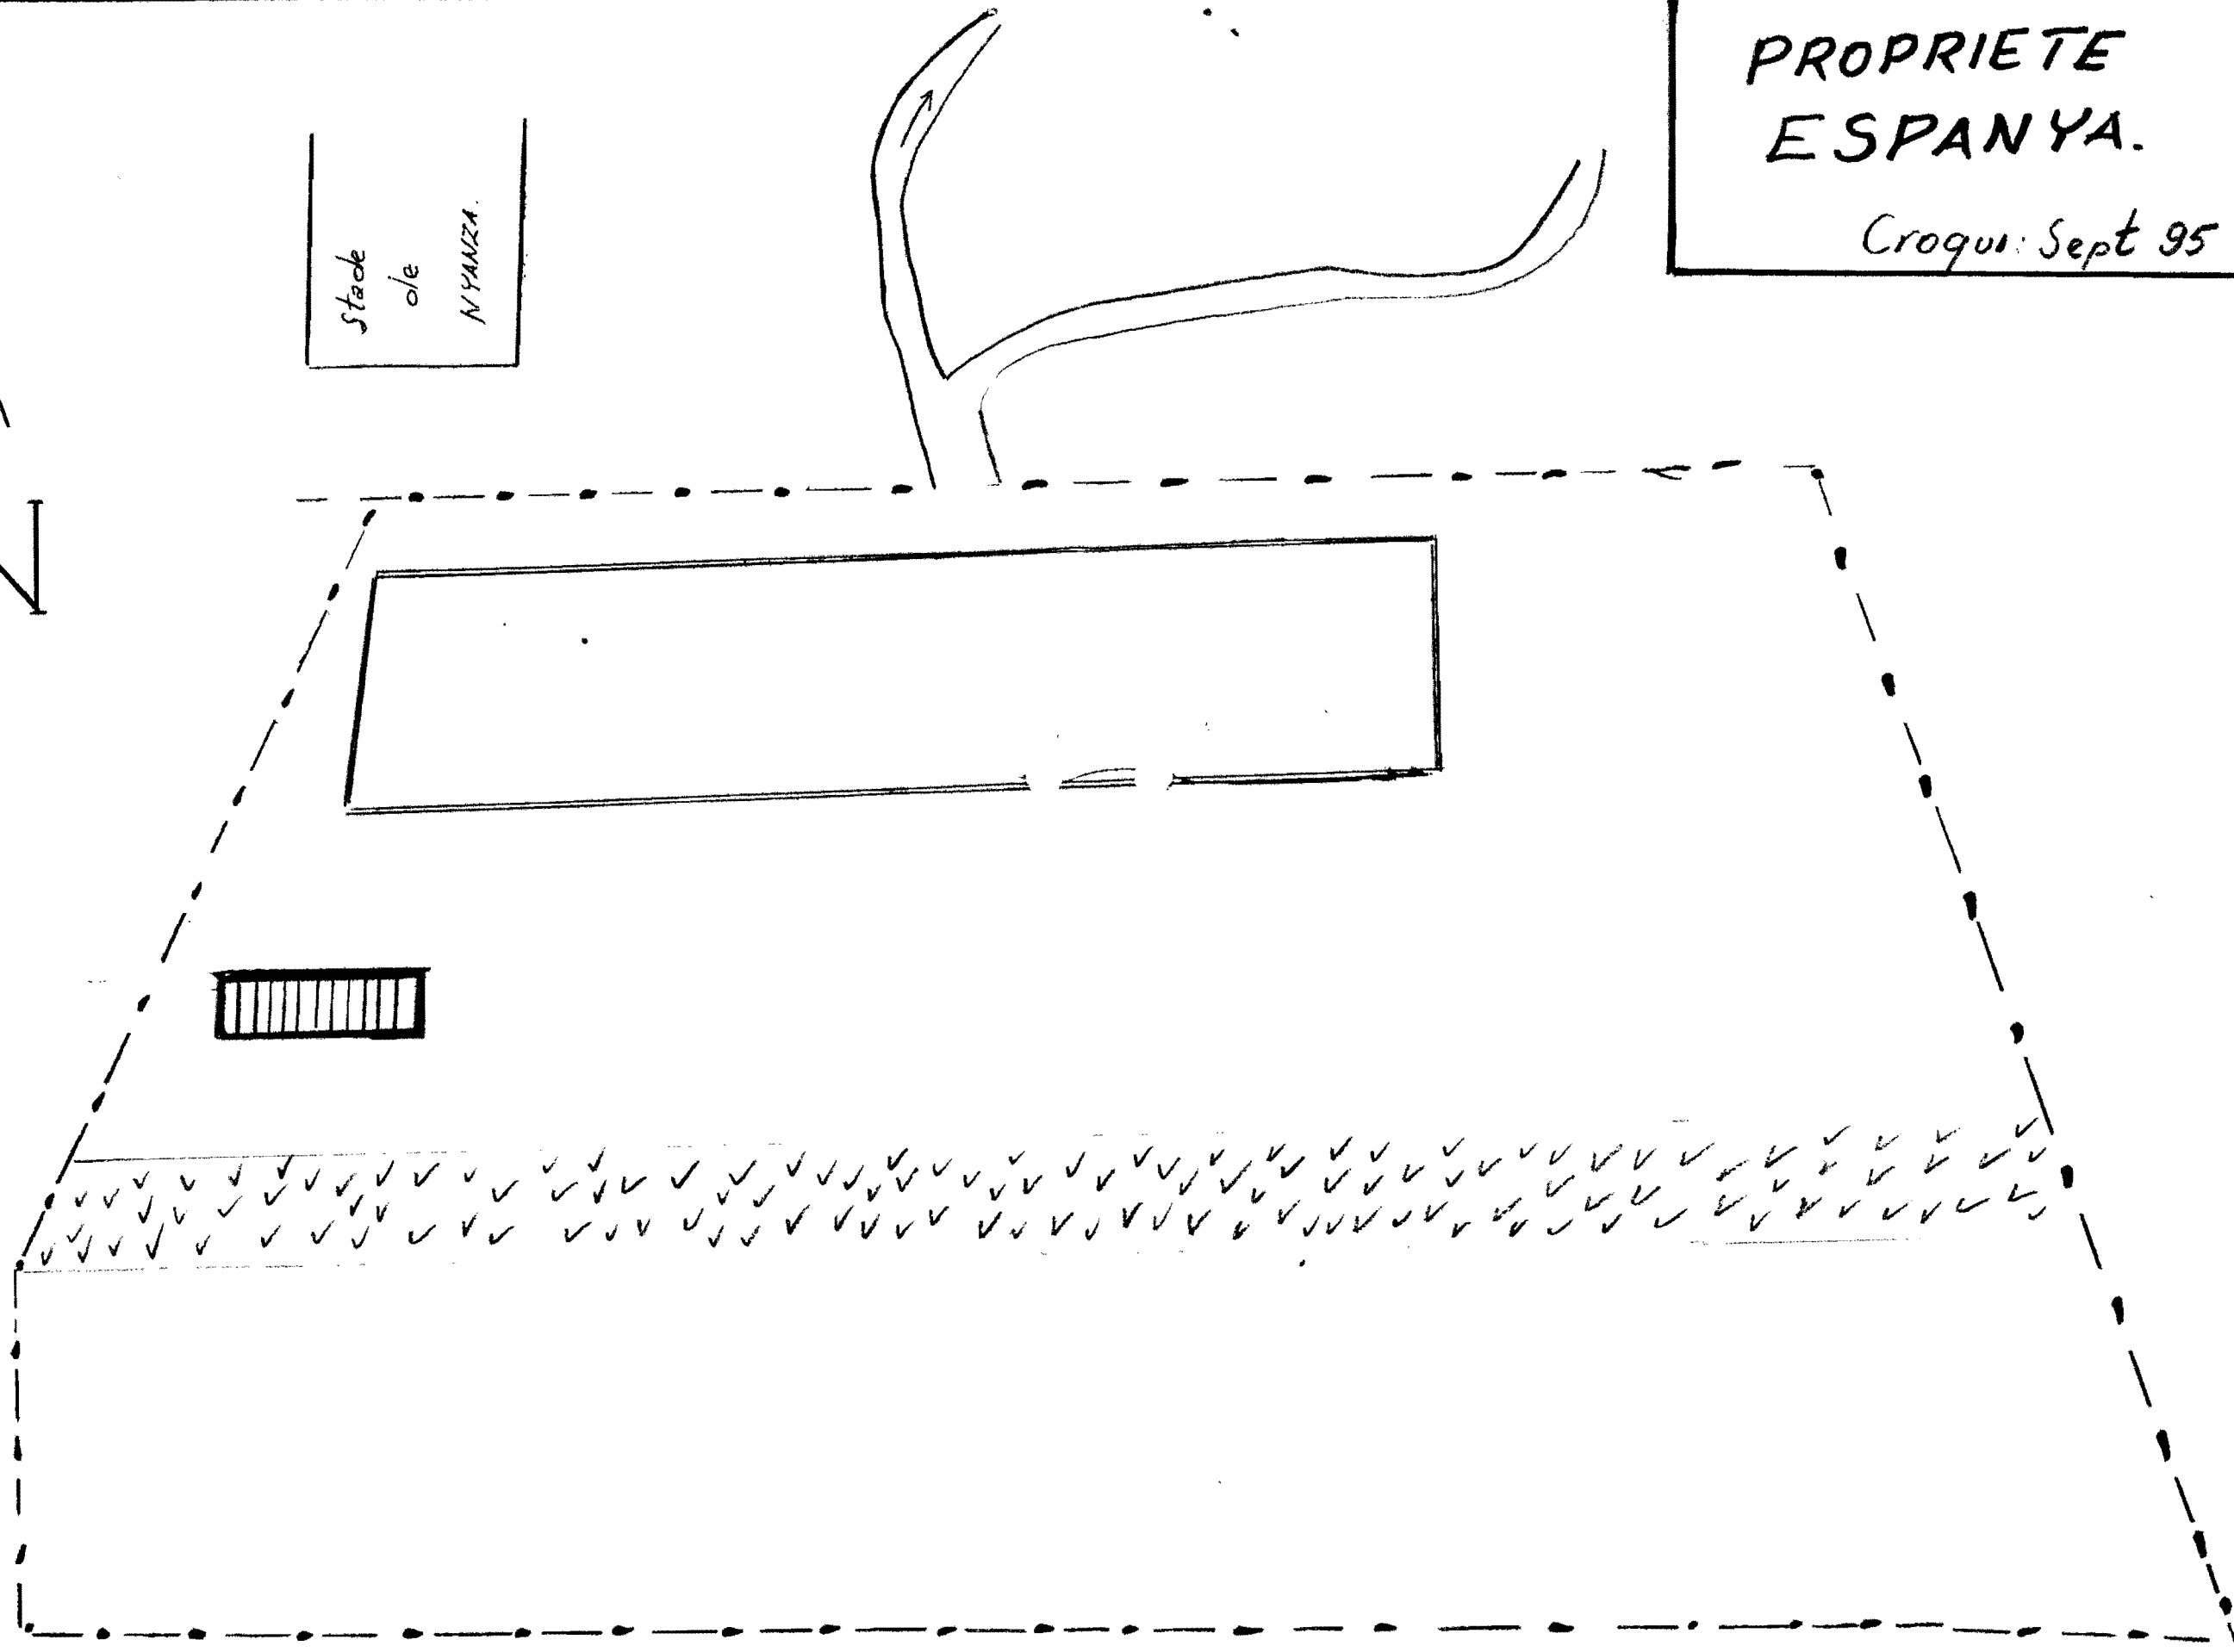 PROPRIETE
ESPANYA.
Croqui: Sept 95
Stade
de
NYANZA.
N